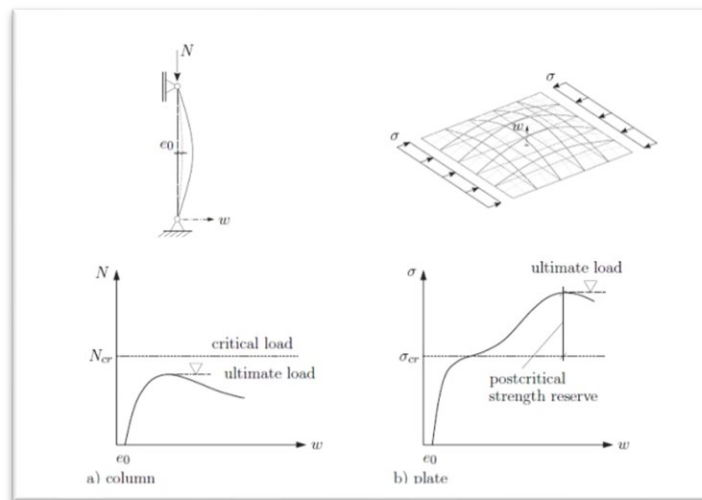 N
e0
w
σ
w
σ
N
critical load
Ncr
ultimate load
w
e0
a) column
σ
ultimate load
σcr
postcritical
strength reserve
w
e0
b) plate